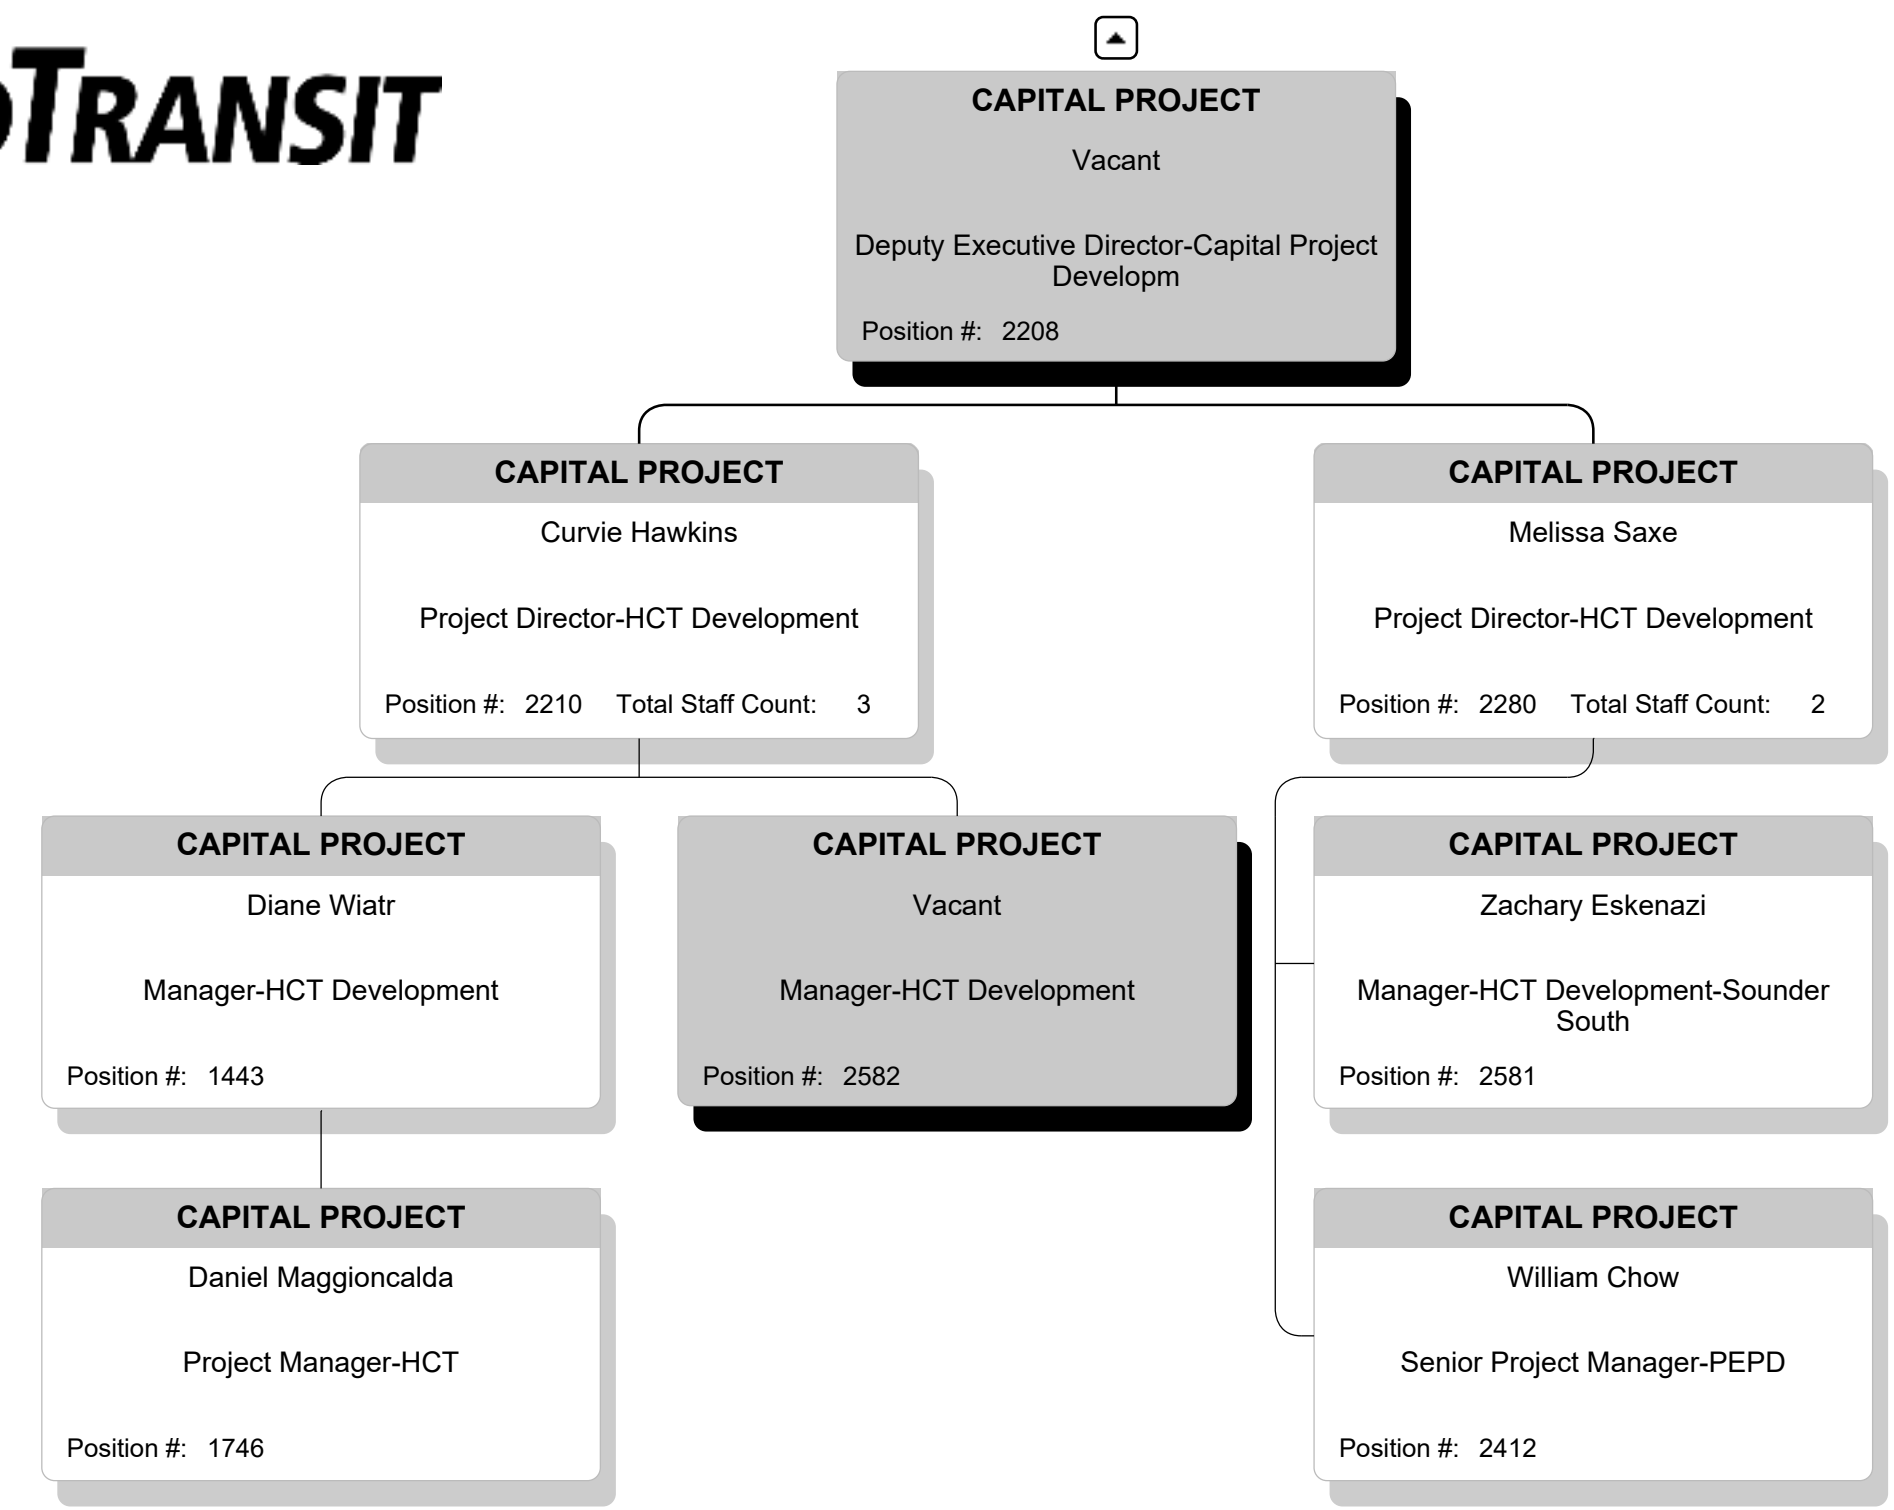 TRANSIT
CAPITAL PROJECT
Vacant
Deputy Executive Director-Capital Project
Developm
Position #: 2208
CAPITAL PROJECT
Curvie Hawkins
Project Director-HCT Development
Position #: 2210 Total Staff Count: 3
CAPITAL PROJECT
Melissa Saxe
Project Director-HCT Development
Position #: 2280 Total Staff Count: 2
CAPITAL PROJECT
Diane Wiatr
Manager-HCT Development
Position #: 1443
CAPITAL PROJECT
Vacant
Manager-HCT Development
Position #: 2582
CAPITAL PROJECT
Zachary Eskenazi
Manager-HCT Development-Sounder
South
Position #: 2581
CAPITAL PROJECT
Daniel Maggioncalda
Project Manager-HCT
Position #: 1746
CAPITAL PROJECT
William Chow
Senior Project Manager-PEPD
Position #: 2412